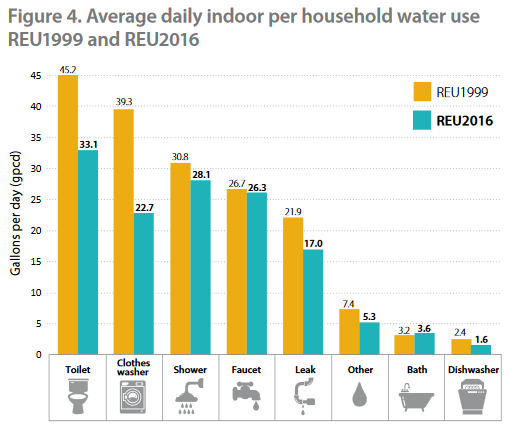 Figure 4. Average daily indoor per household water use
REU1999 and REU2016
Gallons per day (gpcd)
45
40
35
30
25
20
15
10
5
0
REU1999
REU2016
45.2
33.1
39.3
22.7
30.8
28.1
26.7
26.3
21.9
17.0
7.4
5.3
3.2
3.6
2.4
1.6
Toilet
Clothes
washer
Shower
Faucet
Leak
Other
Bath
Dishwasher